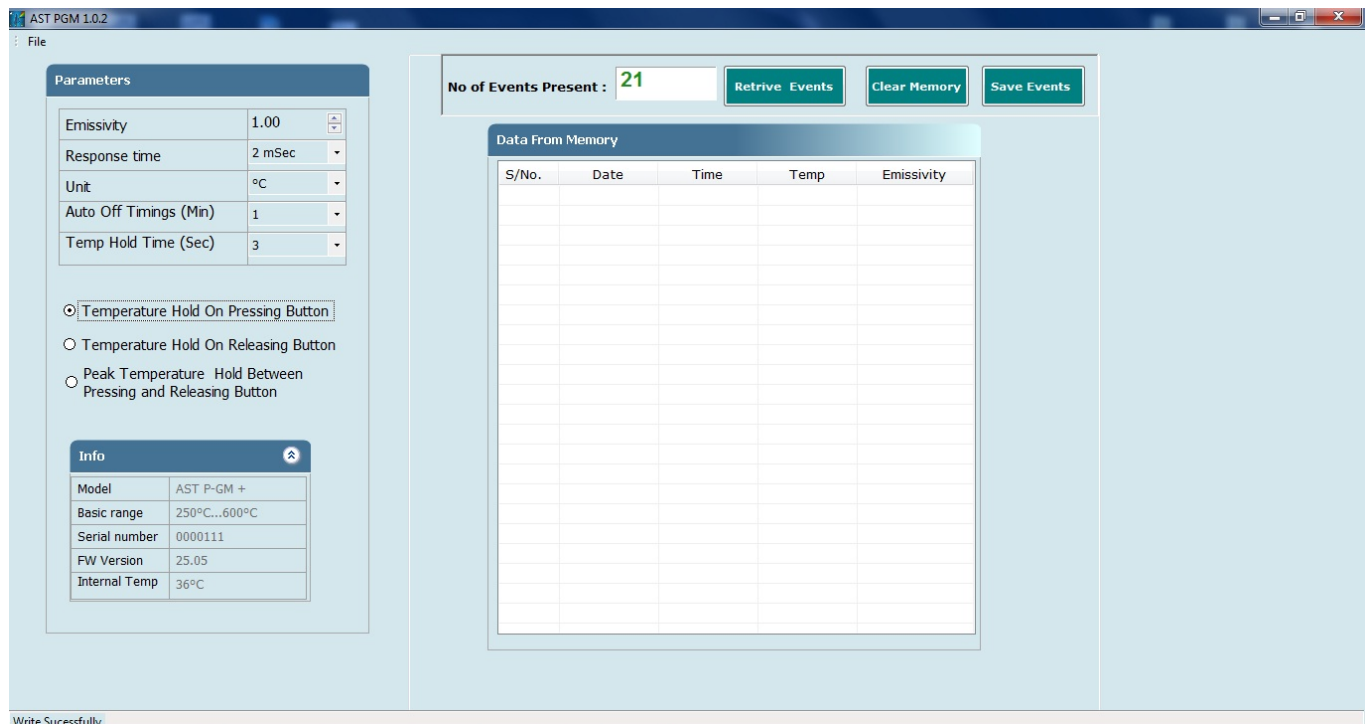 AST PGM 1.0.2
File
Parameters
Emissivity 1.00
Response time 2 mSec
Unit °C
Auto Off Timings (Min) 1
Temp Hold Time (Sec) 3
Temperature Hold On Pressing Button
Temperature Hold On Releasing Button
Peak Temperature Hold Between
Pressing and Releasing Button
Info
Model AST P-GM +
Basic range 250°C...600°C
Serial number 0000111
FW Version 25.05
Internal Temp 36°C
No of Events Present : 21 Retrive Events Clear Memory Save Events
Data From Memory
S/No. Date Time Temp Emissivity
Write Sucessfully